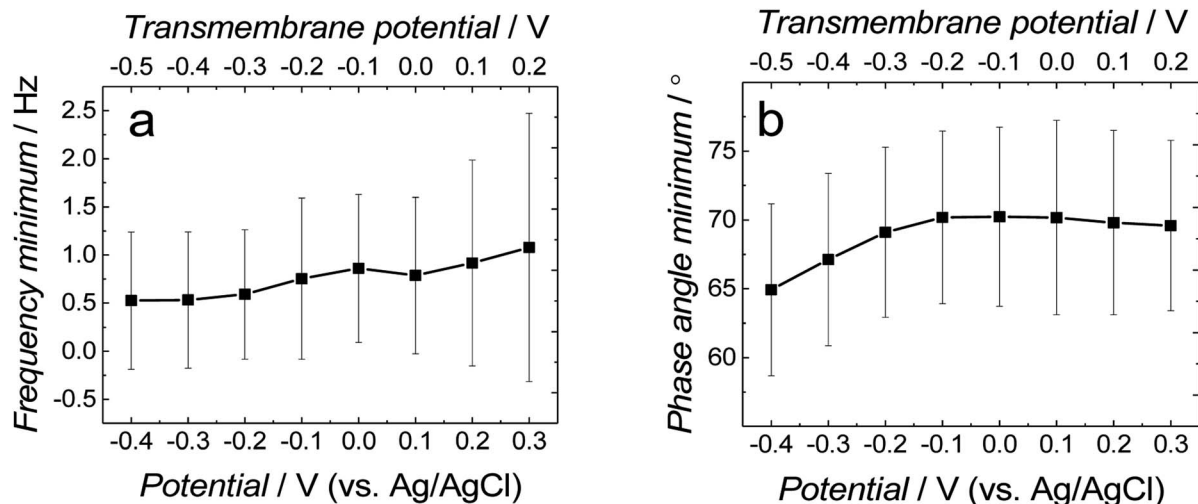 Transmembrane potential / V
-0.5 -0.4 -0.3 -0.2 -0.1 0.0 0.1 0.2
a
Frequency minimum / Hz
2.5
2.0
1.5
1.0
0.5
0.0
-0.5
-0.4 -0.3 -0.2 -0.1 0.0 0.1 0.2 0.3
Potential / V (vs. Ag/AgCl)
Transmembrane potential / V
-0.5 -0.4 -0.3 -0.2 -0.1 0.0 0.1 0.2
b
Phase angle minimum / °
75
70
65
60
-0.4 -0.3 -0.2 -0.1 0.0 0.1 0.2 0.3
Potential / V (vs. Ag/AgCl)